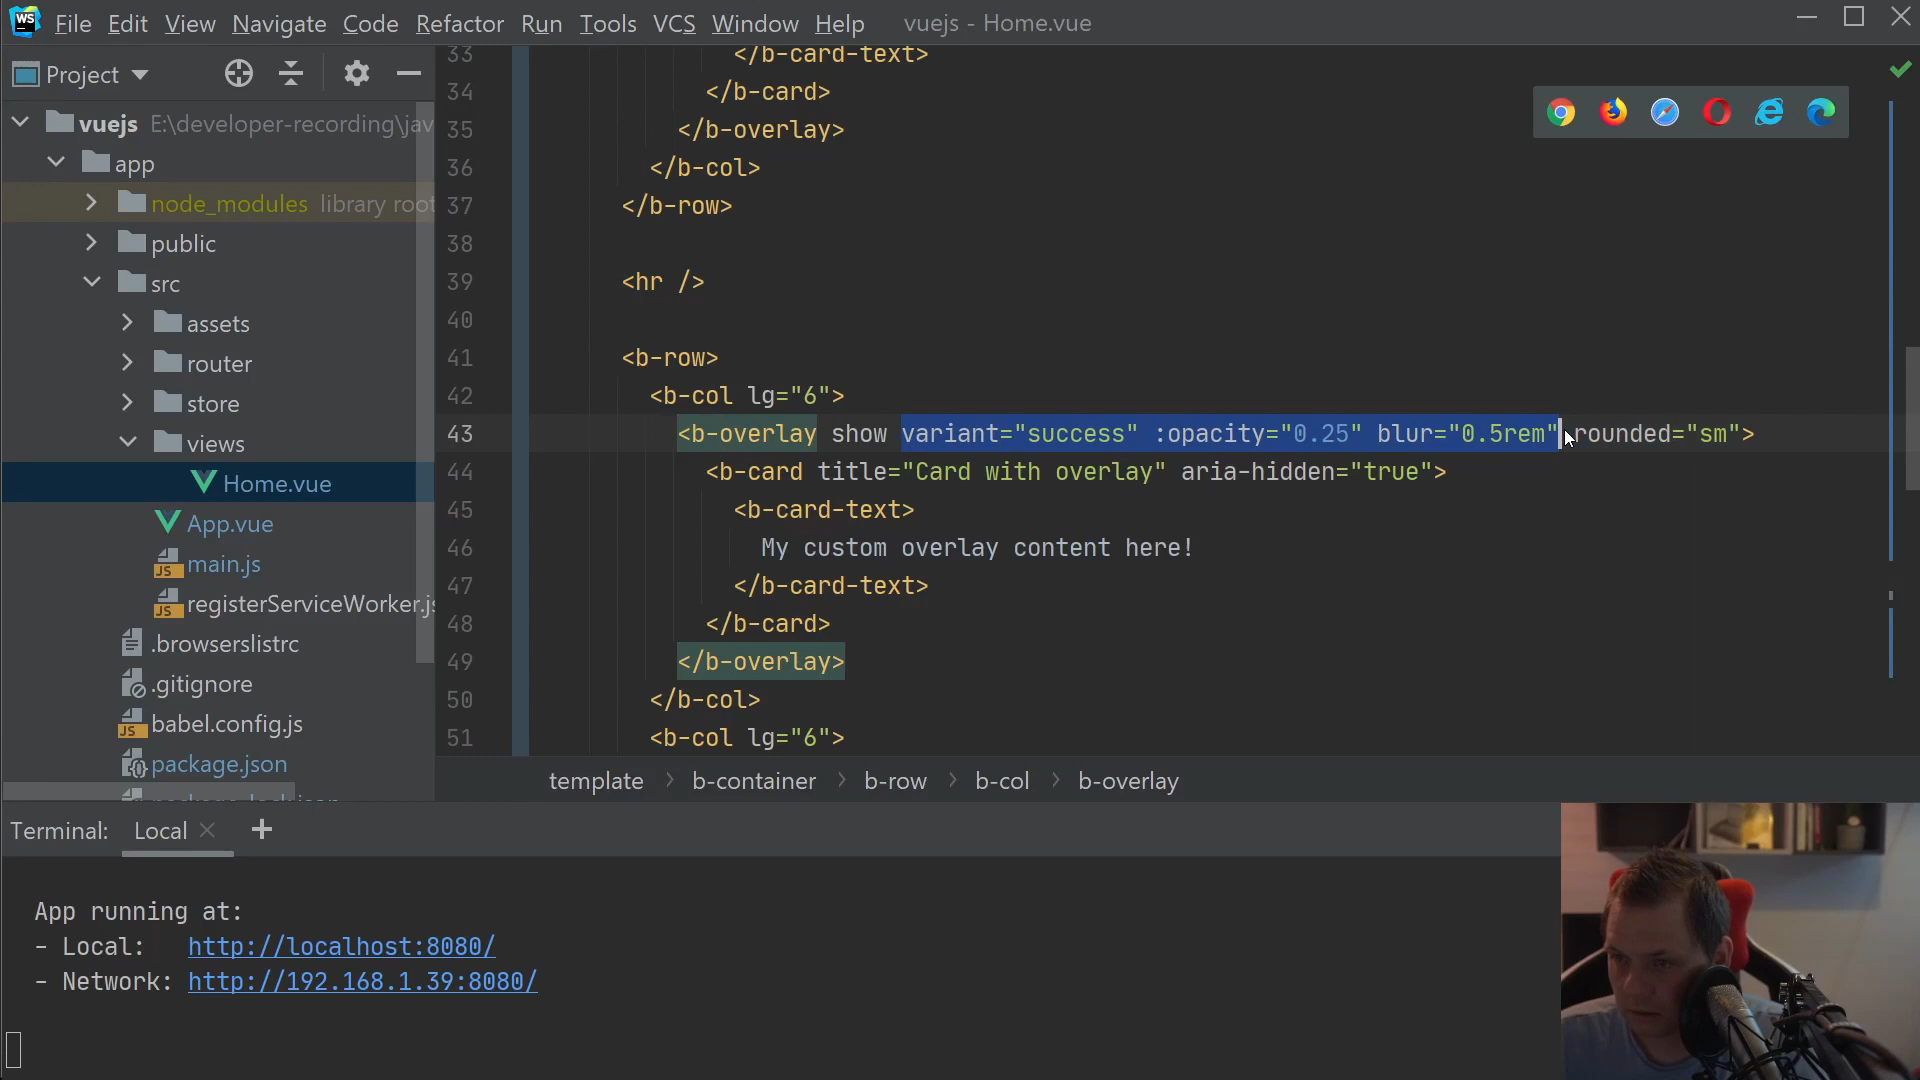 WS File Edit View Navigate Code Refactor Run Tools VCS Window Help vuejs - Home.vue
Project
vuejs E:\developer-recording\jav
app
node_modules library root
public
src
assets
router
store
views
Home.vue
App.vue
JS main.js
JS registerServiceWorker.js
.browserslistrc
.gitignore
JS babel.config.js
package.json
33 </b-card-text>
34 </b-card>
35 </b-overlay>
36 </b-col>
37 </b-row>
38
39 <hr />
40
41 <b-row>
42 <b-col lg="6">
43 <b-overlay show variant="success" :opacity="0.25" blur="0.5rem" rounded="sm">
44 <b-card title="Card with overlay" aria-hidden="true">
45 <b-card-text>
46 My custom overlay content here!
47 </b-card-text>
48 </b-card>
49 </b-overlay>
50 </b-col>
51 <b-col lg="6">
template b-container b-row b-col b-overlay
Terminal: Local
App running at:
- Local: http://localhost:8080/
- Network: http://192.168.1.39:8080/